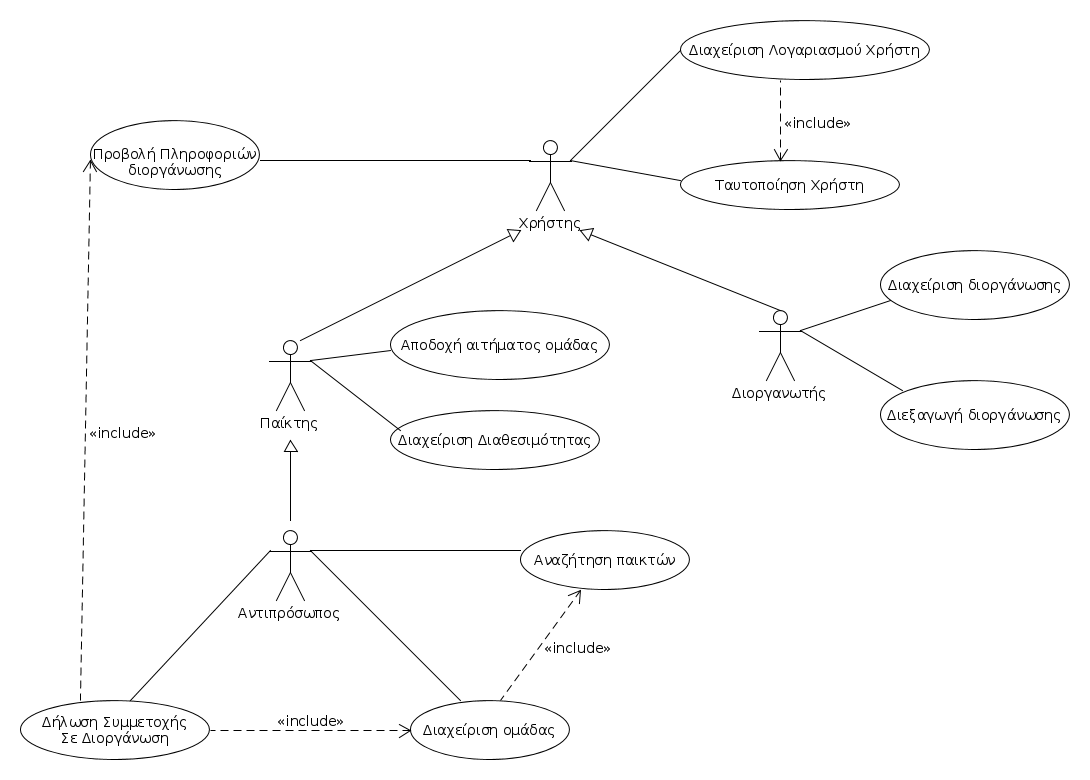 Διαχείριση Λογαριασμού Χρήστη
«include»
Προβολή Πληροφοριών
διοργάνωσης
Ταυτοποίηση Χρήστη
Χρήστης
Διαχείριση διοργάνωσης
Αποδοχή αιτήματος ομάδας
Διοργανωτής
Παίκτης
Διεξαγωγή διοργάνωσης
«include»
Διαχείριση Διαθεσιμότητας
Αναζήτηση παικτών
Αντιπρόσωπος
«include»
Δήλωση Συμμετοχής
Σε Διοργάνωση
«include»
Διαχείριση ομάδας